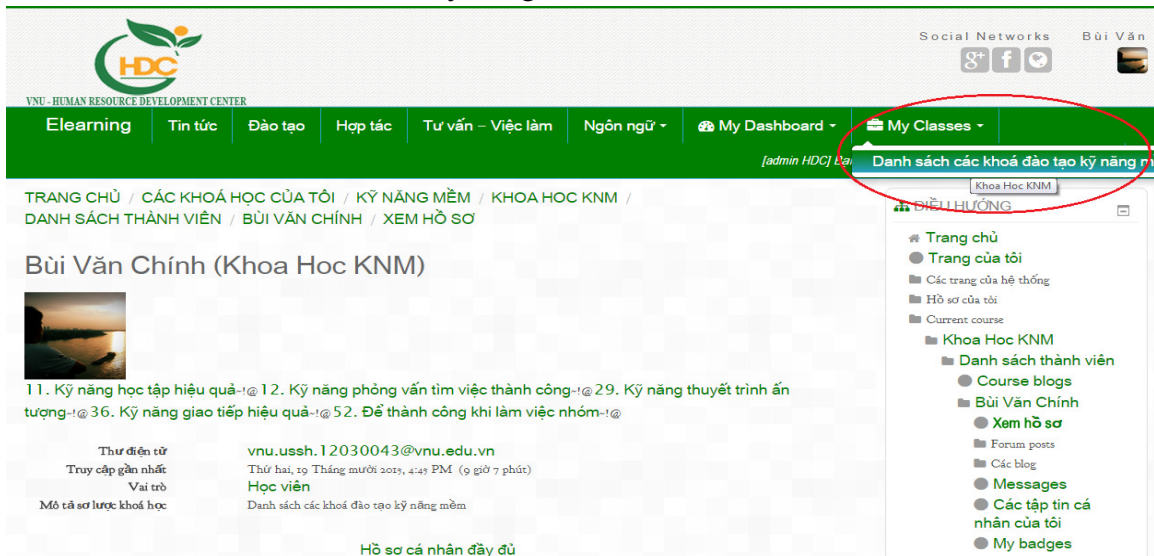 Social Networks Bùi Văn
HDC
VNU - HUMAN RESOURCE DEVELOPMENT CENTER
Elearning Tin tức Đào tạo Hợp tác Tư vấn – Việc làm Ngôn ngữ My Dashboard My Classes
[admin HDC] Danh sách các khoá đào tạo kỹ năng
Khoa Hoc KNM
TRANG CHỦ / CÁC KHOÁ HỌC CỦA TÔI / KỸ NĂNG MỀM / KHOA HOC KNM /
DANH SÁCH THÀNH VIÊN / BÙI VĂN CHÍNH / XEM HỒ SƠ
Bùi Văn Chính (Khoa Hoc KNM)
11. Kỹ năng học tập hiệu quả~!@12. Kỹ năng phỏng vấn tìm việc thành công~!@29. Kỹ năng thuyết trình ấn
tượng~!@36. Kỹ năng giao tiếp hiệu quả~!@52. Để thành công khi làm việc nhóm~!@
Thư điện tử vnu.ussh.12030043@vnu.edu.vn
Truy cập gần nhất Thứ hai, 19 Tháng mười 2015, 4:45 PM (9 giờ 7 phút)
Vai trò Học viên
Mô tả sơ lược khoá học Danh sách các khoá đào tạo kỹ năng mềm
Hồ sơ cá nhân đầy đủ
ĐIỀU HƯỚNG
Trang chủ
Trang của tôi
Các trang của hệ thống
Hồ sơ của tôi
Current course
Khoa Hoc KNM
Danh sách thành viên
Course blogs
Bùi Văn Chính
Xem hồ sơ
Forum posts
Các blog
Messages
Các tập tin cá
nhân của tôi
My badges